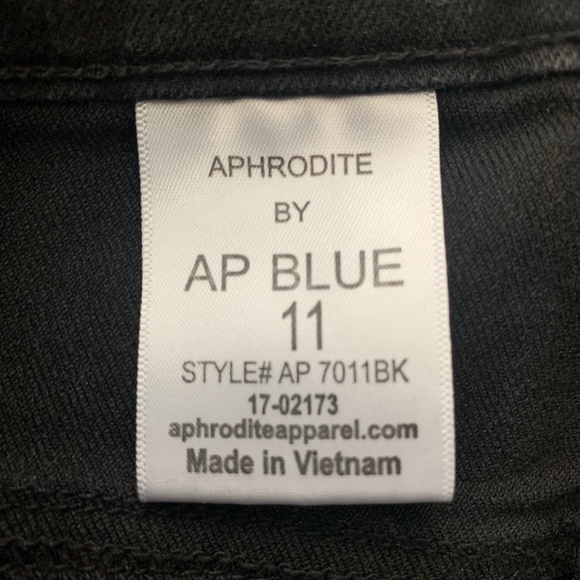 APHRODITE
BY
AP BLUE
11
STYLE# AP 7011BK
17-02173
aphroditeapparel.com
Made in Vietnam